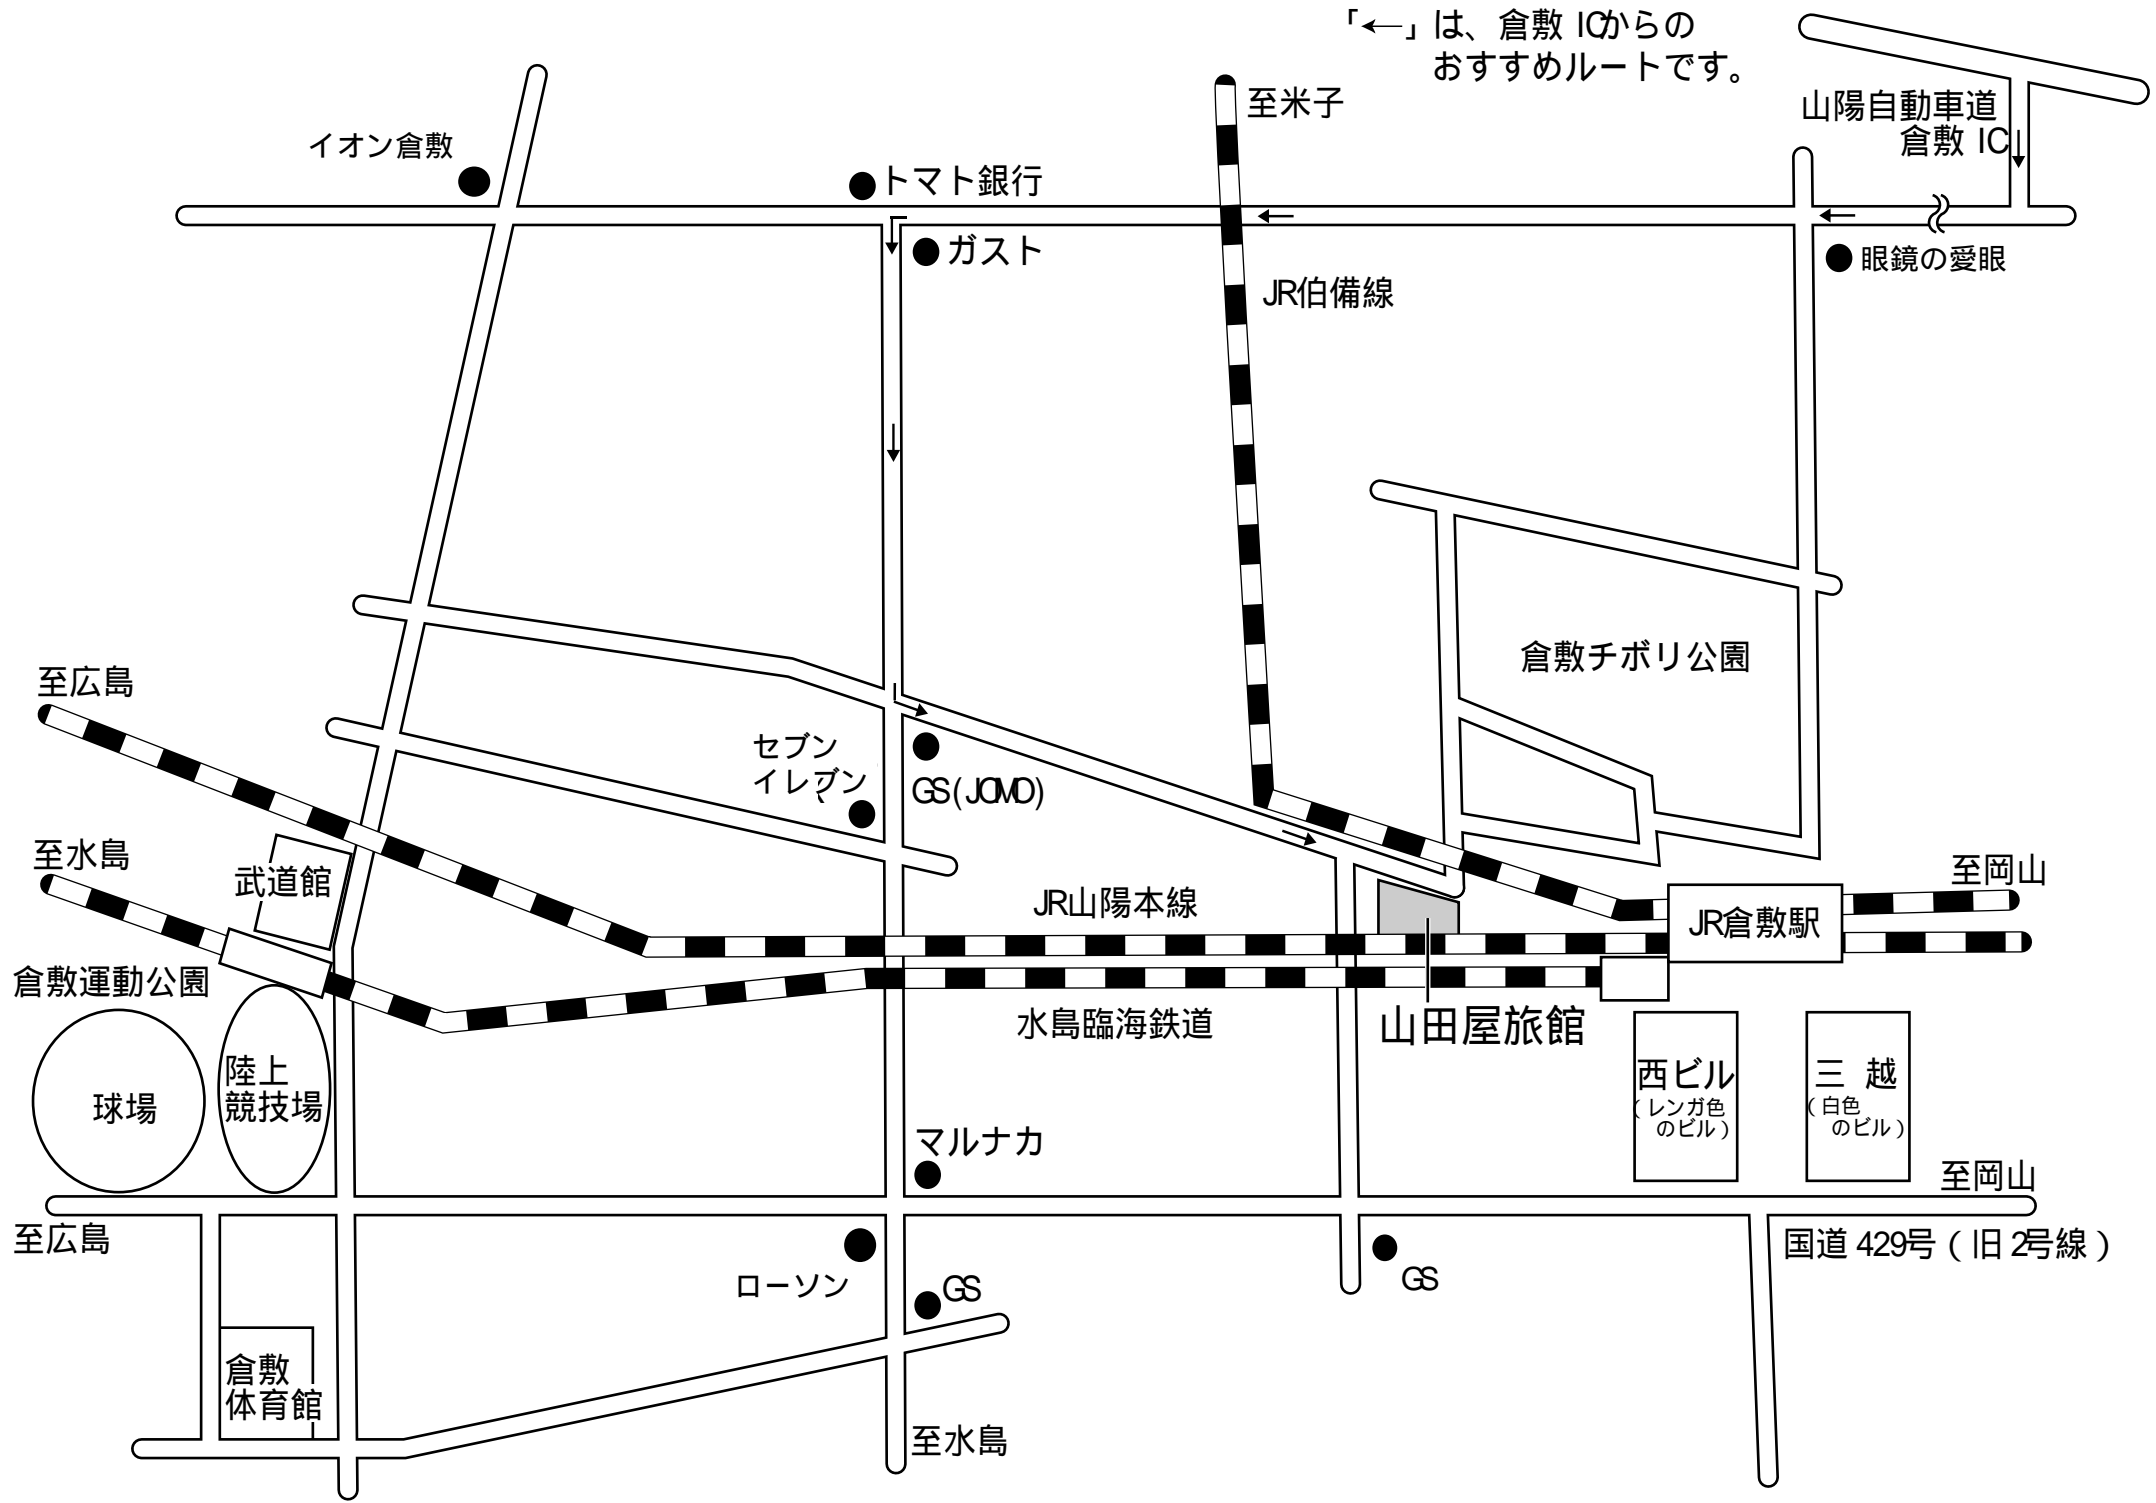 「←」は、倉敷 ICからの
おすすめルートです。
至米子
山陽自動車道
倉敷 IC
イオン倉敷
トマト銀行
ガスト
眼鏡の愛眼
JR伯備線
倉敷チボリ公園
至広島
セブン
イレブン
GS(JOMO)
至水島
武道館
JR山陽本線
至岡山
JR倉敷駅
倉敷運動公園
水島臨海鉄道
山田屋旅館
陸上
競技場
球場
西ビル
(レンガ色
のビル)
三 越
(白色
のビル)
マルナカ
至岡山
至広島
国道 429号(旧 2号線)
ローソン
GS
GS
倉敷
体育館
至水島